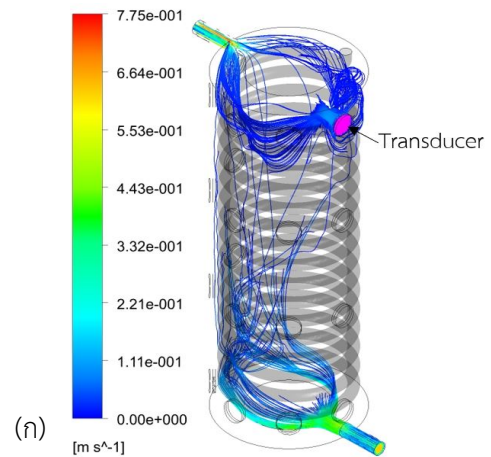 7.75e-001
6.64e-001
5.53e-001
4.43e-001
3.32e-001
2.21e-001
1.11e-001
0.00e+000
[m s^-1]
Transducer
(ก)